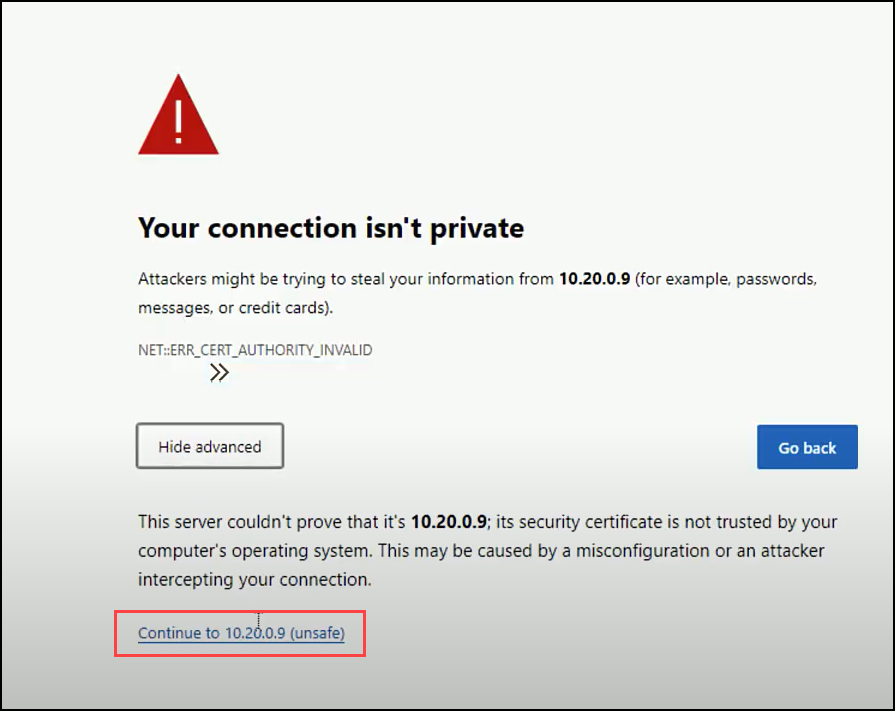 Your connection isn't private
Attackers might be trying to steal your information from 10.20.0.9 (for example, passwords,
messages, or credit cards).
NET::ERR_CERT_AUTHORITY_INVALID
Hide advanced
Go back
This server couldn't prove that it's 10.20.0.9; its security certificate is not trusted by your
computer's operating system. This may be caused by a misconfiguration or an attacker
intercepting your connection.
Continue to 10.20.0.9 (unsafe)